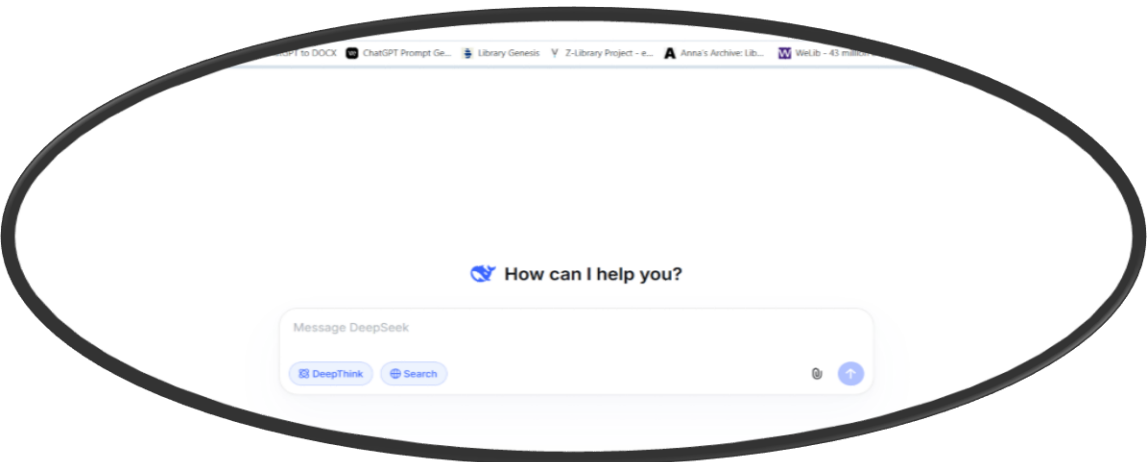 GPT to DOCX ChatGPT Prompt Ge... Library Genesis Z-Library Project - e... Anna's Archive: Lib... WeLib - 43 million
How can I help you?
Message DeepSeek
DeepThink Search